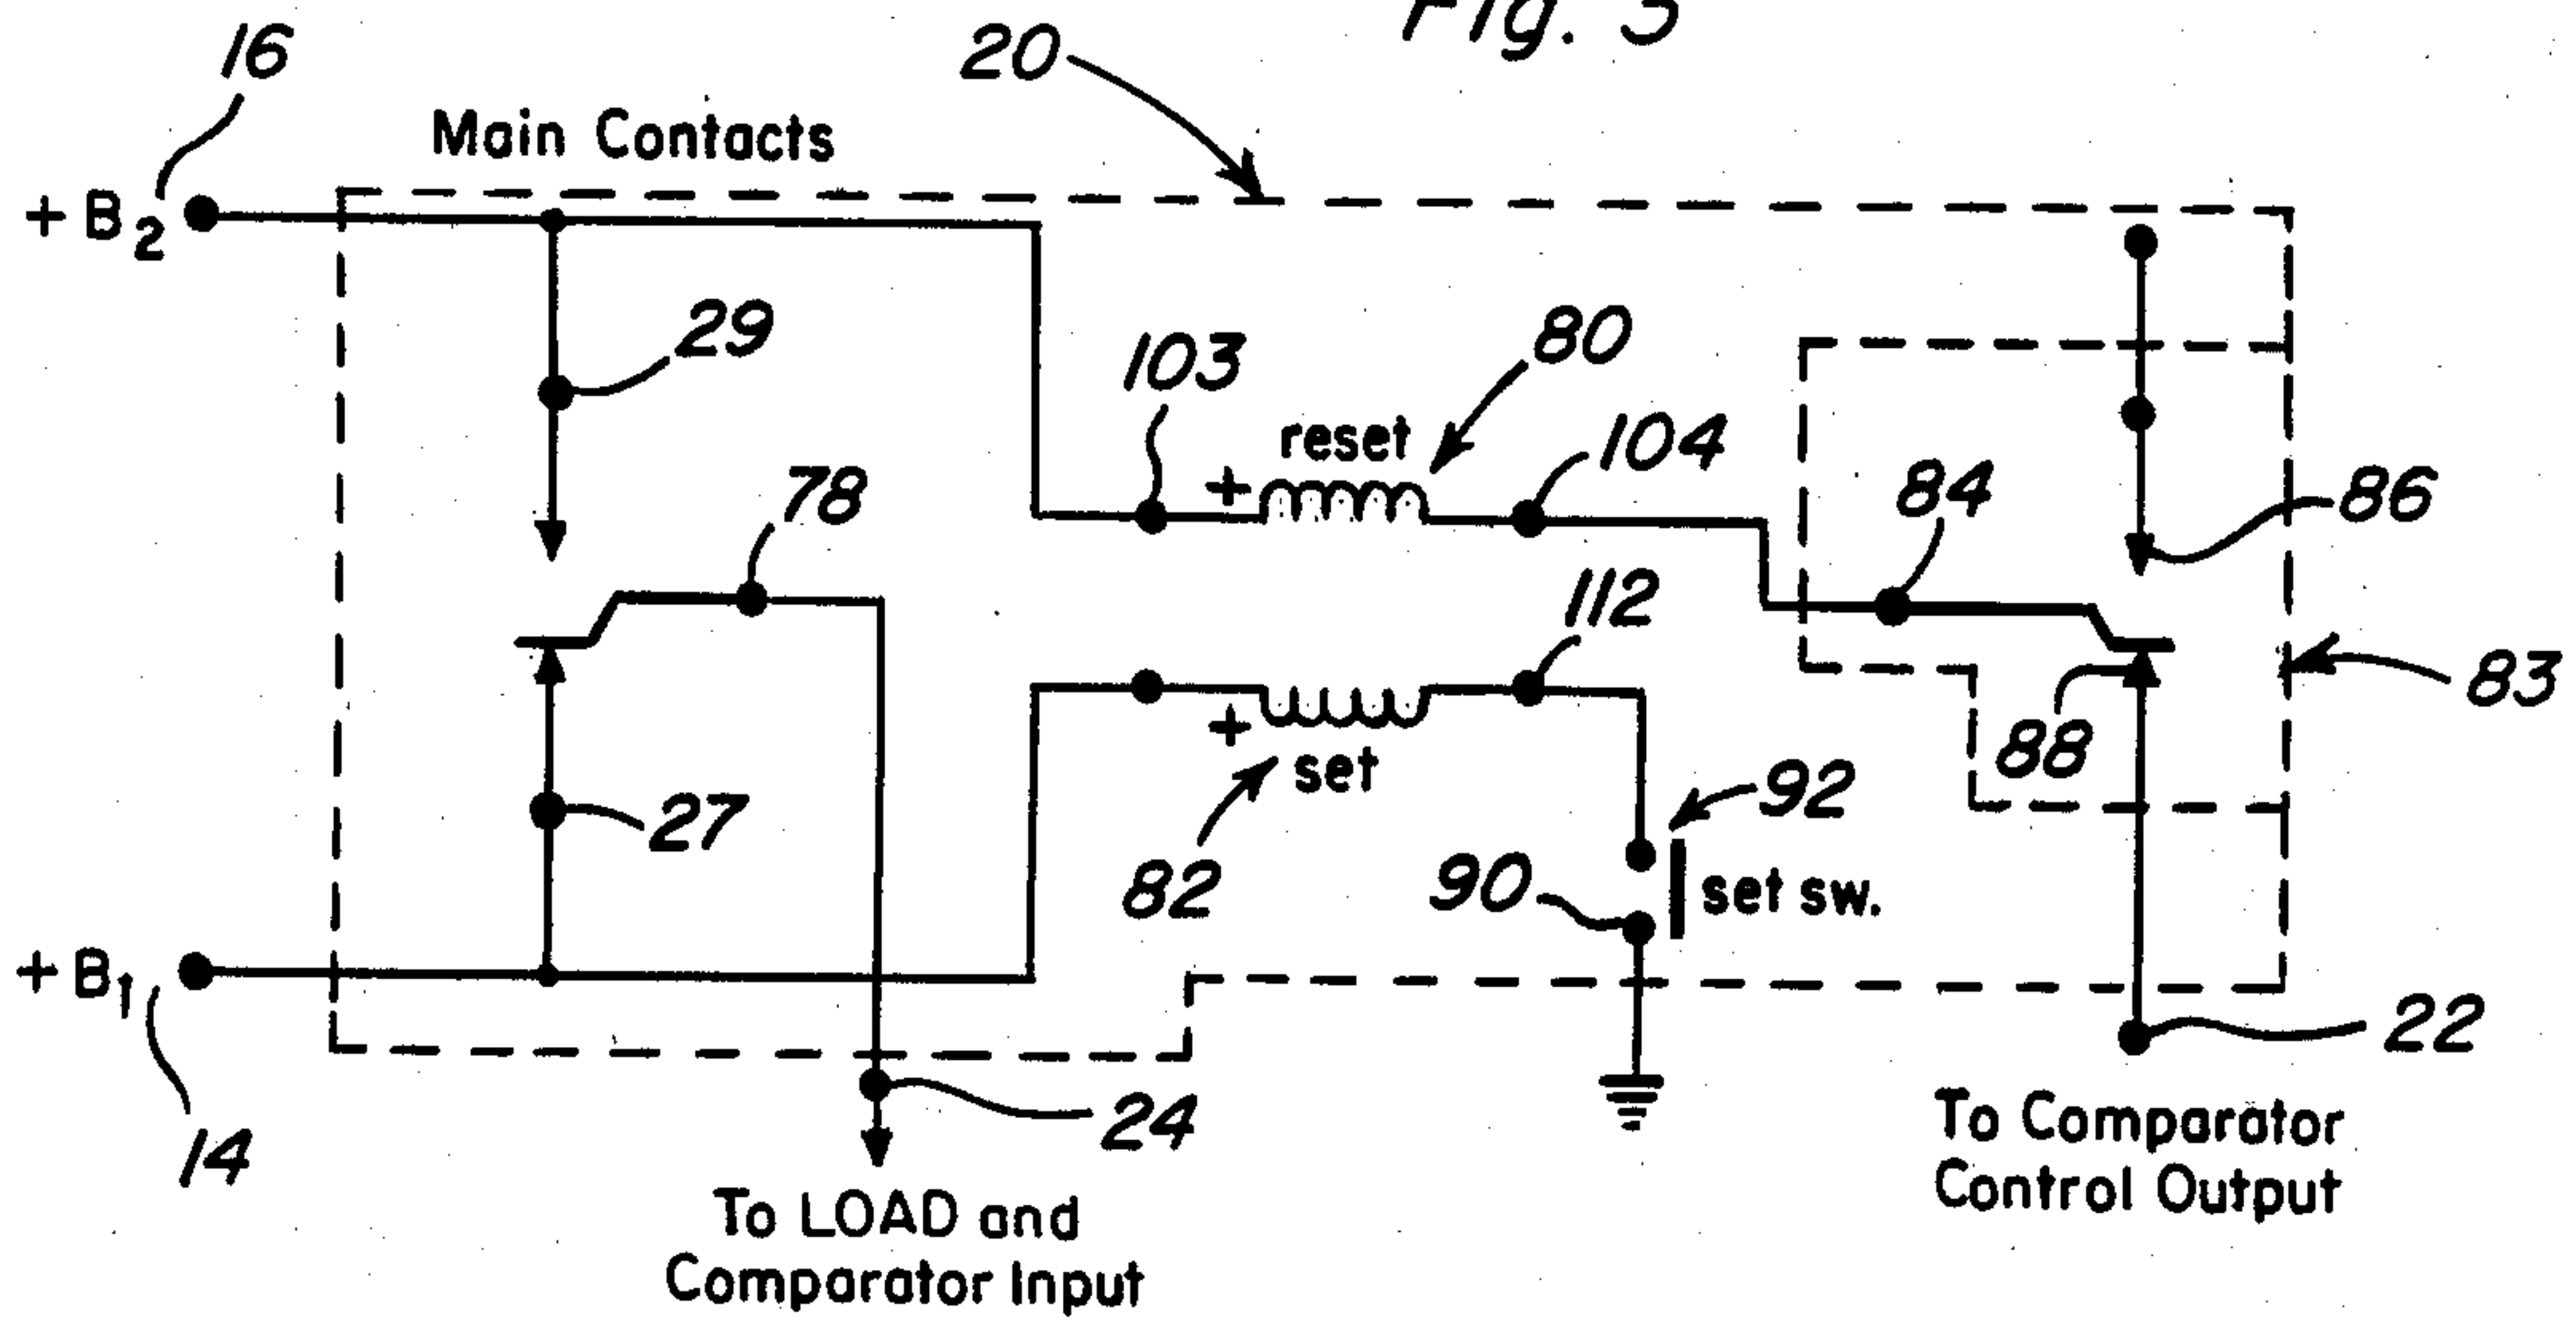 Fig. 3
16
20
Main Contacts
+ B2
29
103
80
reset
104
+
78
84
86
112
+
set
88
83
27
82
92
90
set sw.
+ B1
22
24
14
To Comparator
Control Output
To LOAD and
Comparator Input